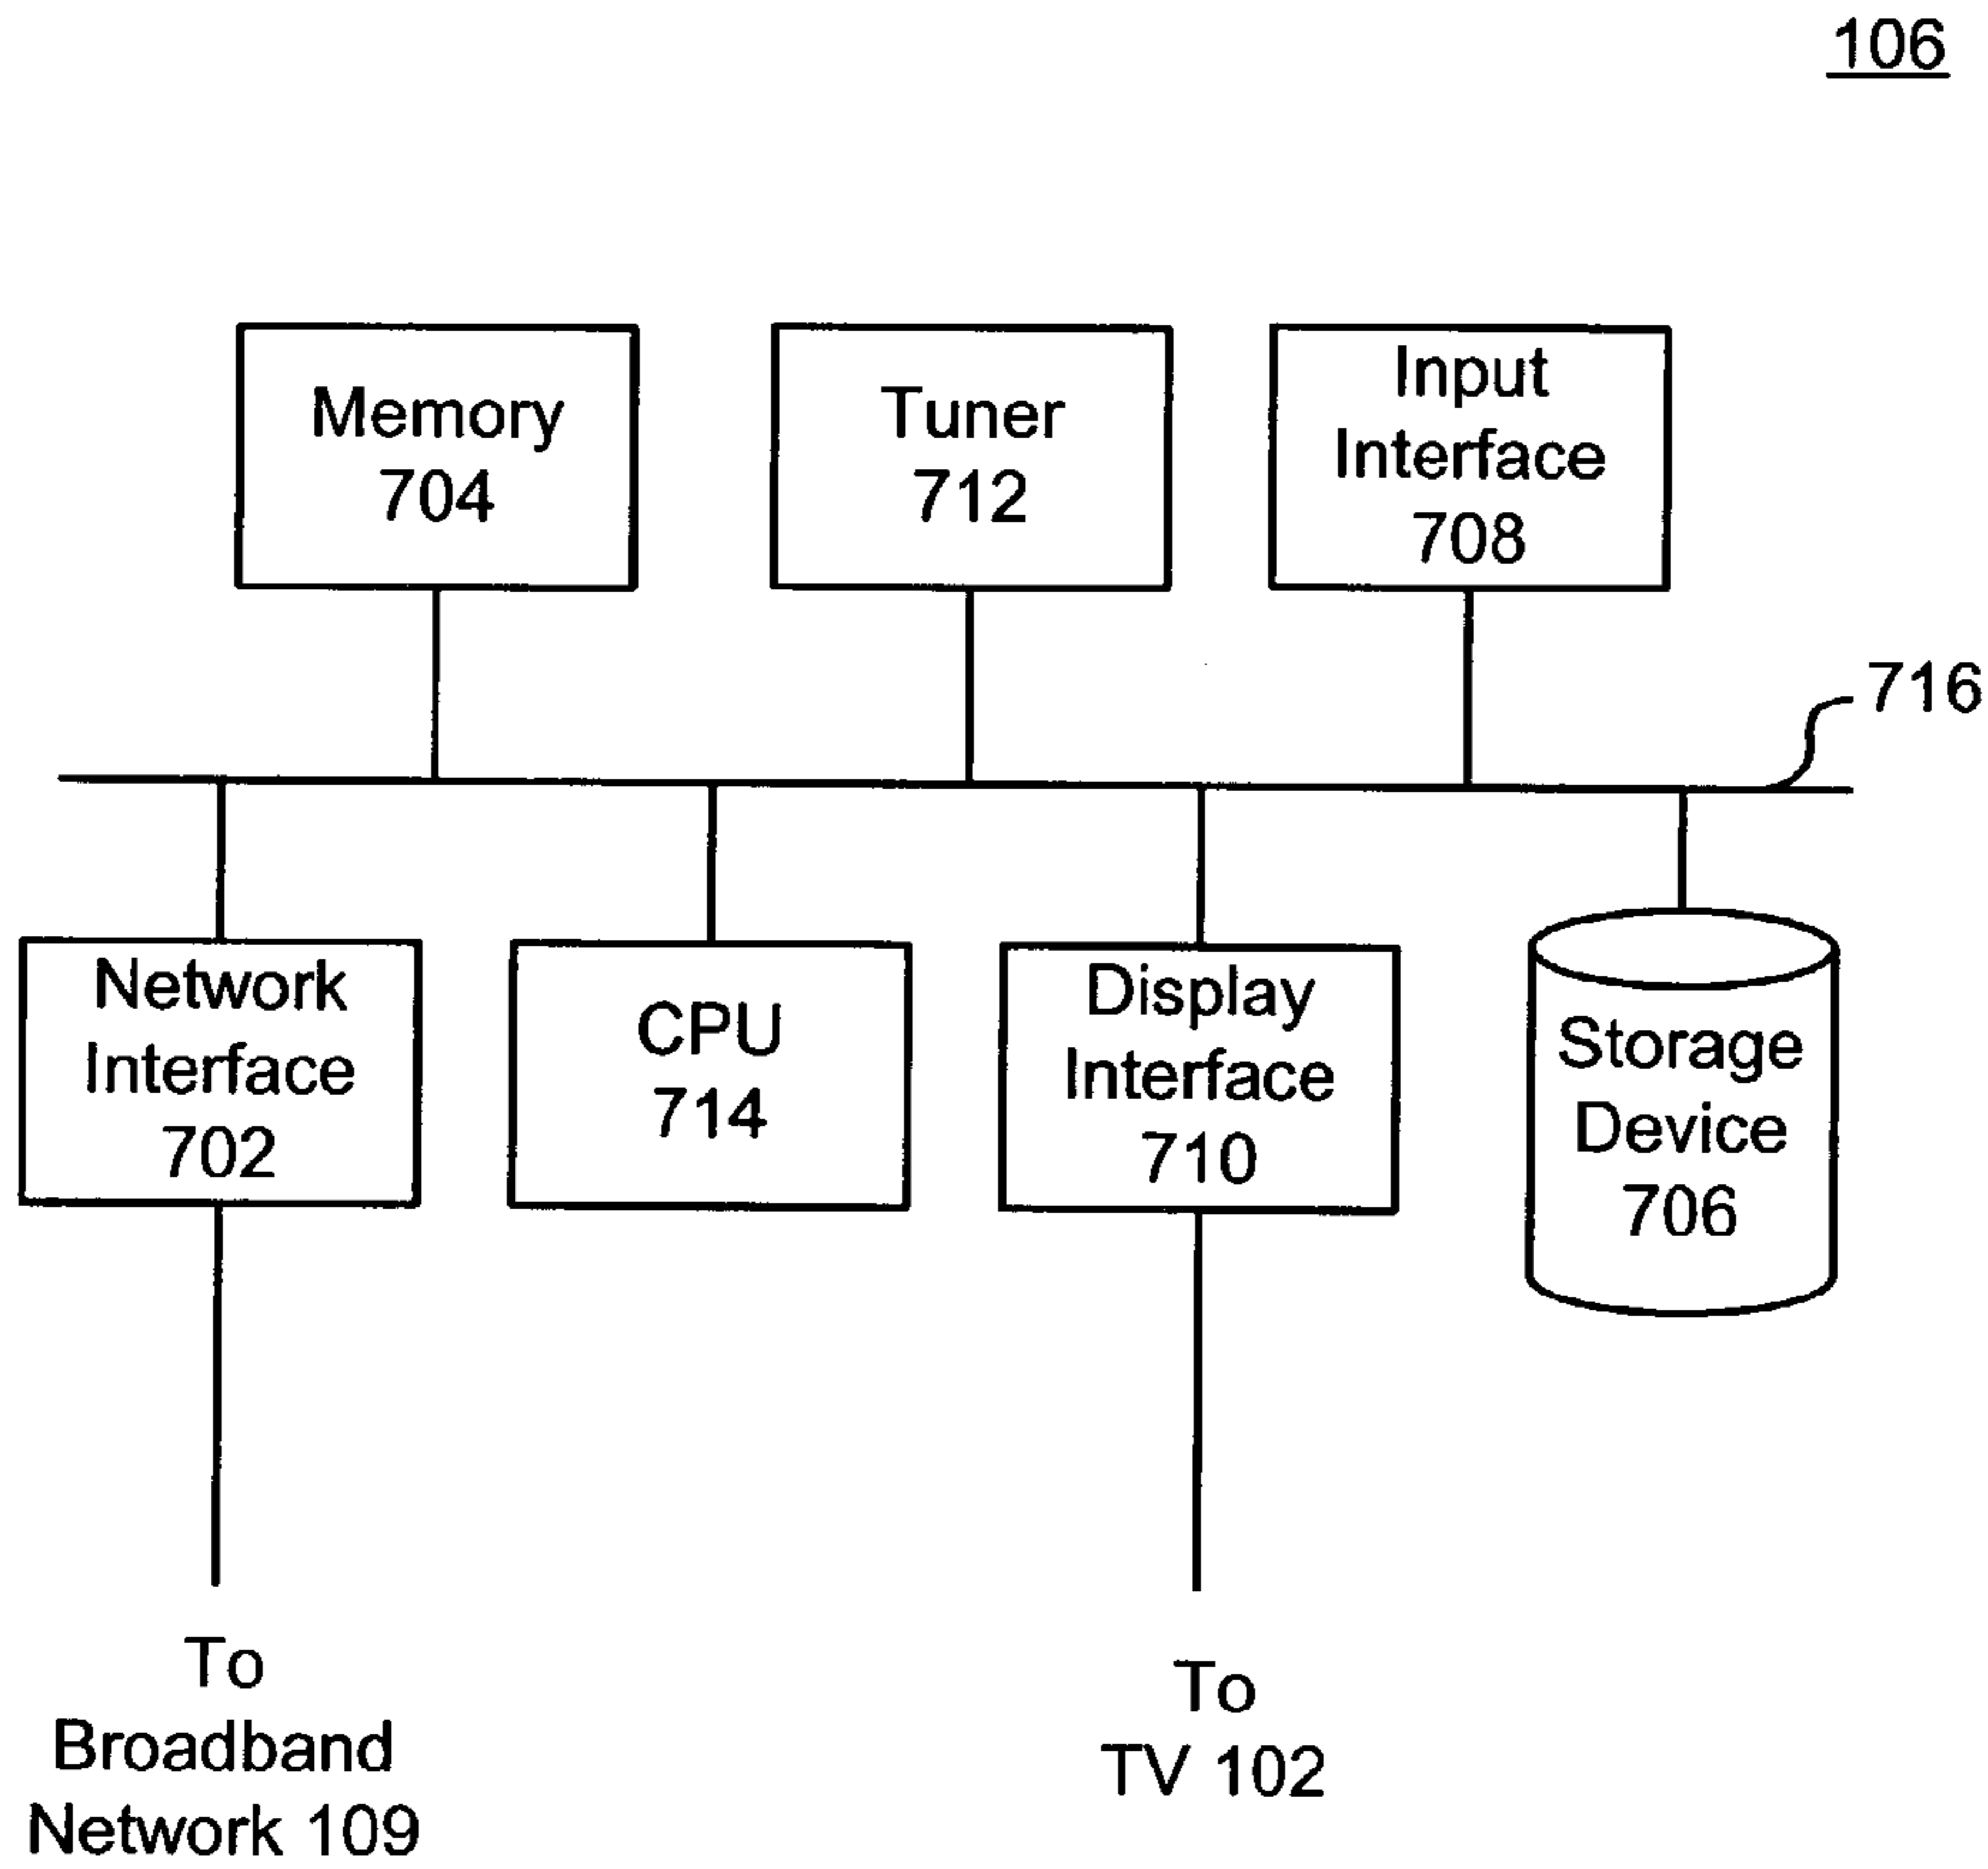 106
Memory
704
Tuner
712
Input
Interface
708
716
Network
Interface
702
CPU
714
Display
Interface
710
Storage
Device
706
To
Broadband
Network 109
To
TV 102